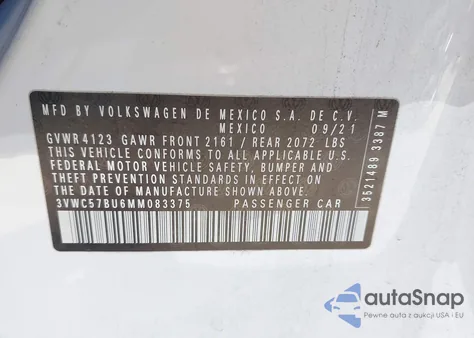 MFD BY VOLKSWAGEN DE MEXICO S.A. DE C.V.
MEXICO 09/21
GVWR 4123 GAWR FRONT 2161 / REAR 2072 LBS
THIS VEHICLE CONFORMS TO ALL APPLICABLE U.S.
FEDERAL MOTOR VEHICLE SAFETY, BUMPER AND
THEFT PREVENTION STANDARDS IN EFFECT ON THE
DATE OF MANUFACTURE SHOWN ABOVE.
3VWC57BU6MM083375 PASSENGER CAR
3521489 3387 M
autoSnap
Pewne auta z aukcji USA i EU